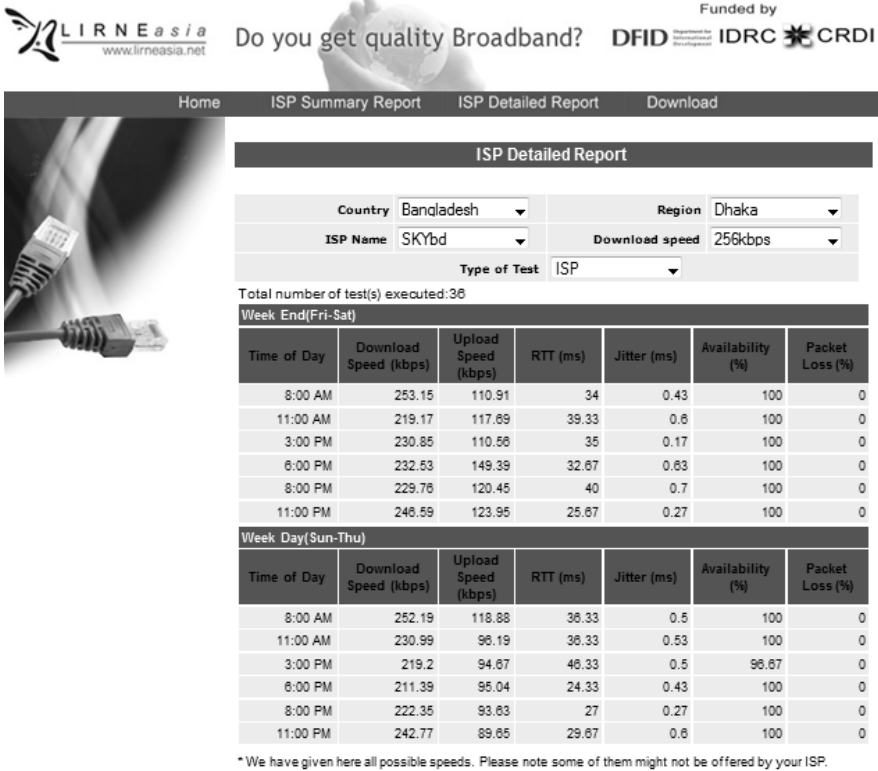 LIRNEasia
www.lirneasia.net
Do you get quality Broadband?
Funded by
DFID Department for International Development IDRC CRDI
Home ISP Summary Report ISP Detailed Report Download
ISP Detailed Report
Country Bangladesh Region Dhaka
ISP Name SKYbd Download speed 256kbps
Type of Test ISP
Total number of test(s) executed:36
Week End(Fri-Sat)
Time of Day Download Speed (kbps) Upload Speed (kbps) RTT (ms) Jitter (ms) Availability (%) Packet Loss (%)
8:00 AM 253.15 110.91 34 0.43 100 0
11:00 AM 219.17 117.69 39.33 0.6 100 0
3:00 PM 230.85 110.56 35 0.17 100 0
6:00 PM 232.53 149.39 32.67 0.63 100 0
8:00 PM 229.76 120.45 40 0.7 100 0
11:00 PM 246.59 123.95 25.67 0.27 100 0
Week Day(Sun-Thu)
Time of Day Download Speed (kbps) Upload Speed (kbps) RTT (ms) Jitter (ms) Availability (%) Packet Loss (%)
8:00 AM 252.19 118.88 36.33 0.5 100 0
11:00 AM 230.99 96.19 36.33 0.53 100 0
3:00 PM 219.2 94.67 46.33 0.5 96.67 0
6:00 PM 211.39 95.04 24.33 0.43 100 0
8:00 PM 222.35 93.63 27 0.27 100 0
11:00 PM 242.77 89.65 29.67 0.6 100 0
* We have given here all possible speeds. Please note some of them might not be offered by your ISP.